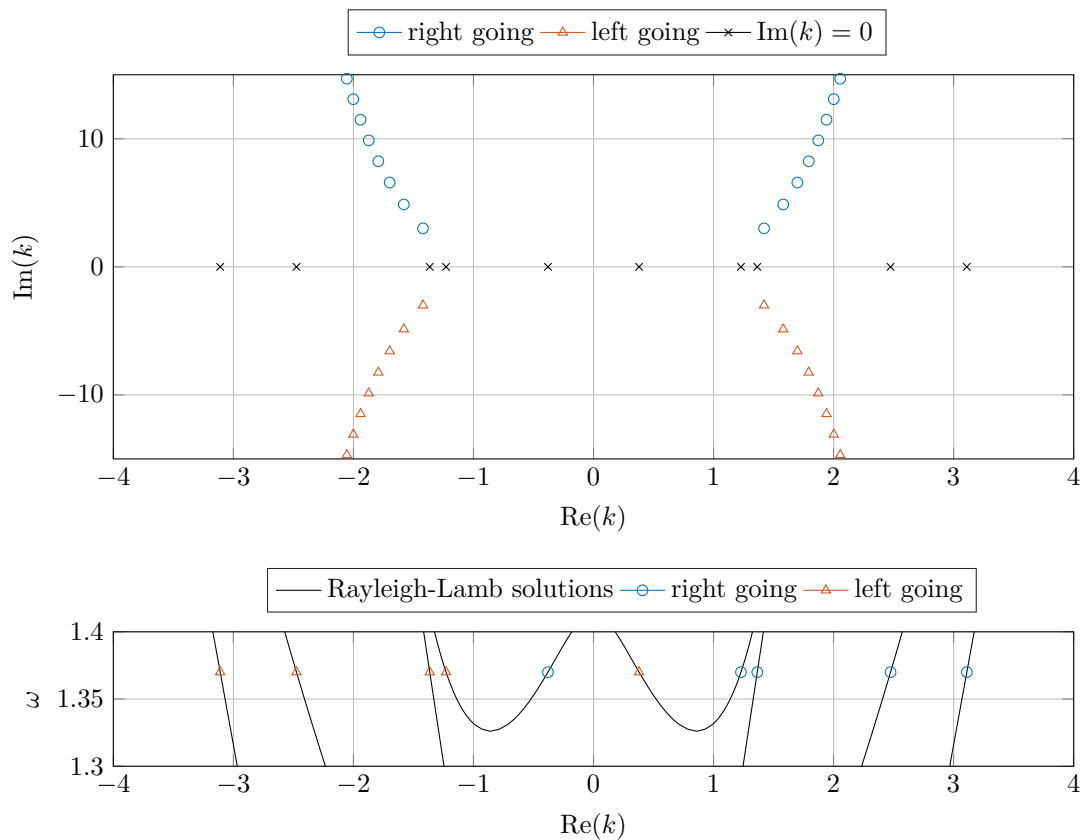 right going left going Im(k) = 0
10
0
−10
Im(k)
−4 −3 −2 −1 0 1 2 3 4
Re(k)
Rayleigh-Lamb solutions right going left going
1.4
1.35
1.3
ω
−4 −3 −2 −1 0 1 2 3 4
Re(k)